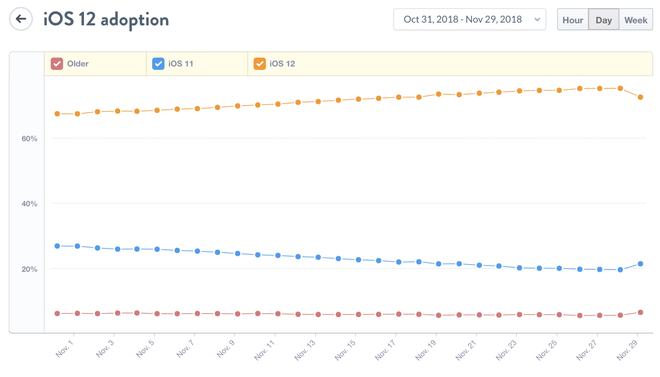 iOS 12 adoption
Oct 31, 2018 - Nov 29, 2018
Hour Day Week
Older iOS 11 iOS 12
60%
40%
20%
Nov. 1 Nov. 3 Nov. 5 Nov. 7 Nov. 9 Nov. 11 Nov. 13 Nov. 15 Nov. 17 Nov. 19 Nov. 21 Nov. 23 Nov. 25 Nov. 27 Nov. 29